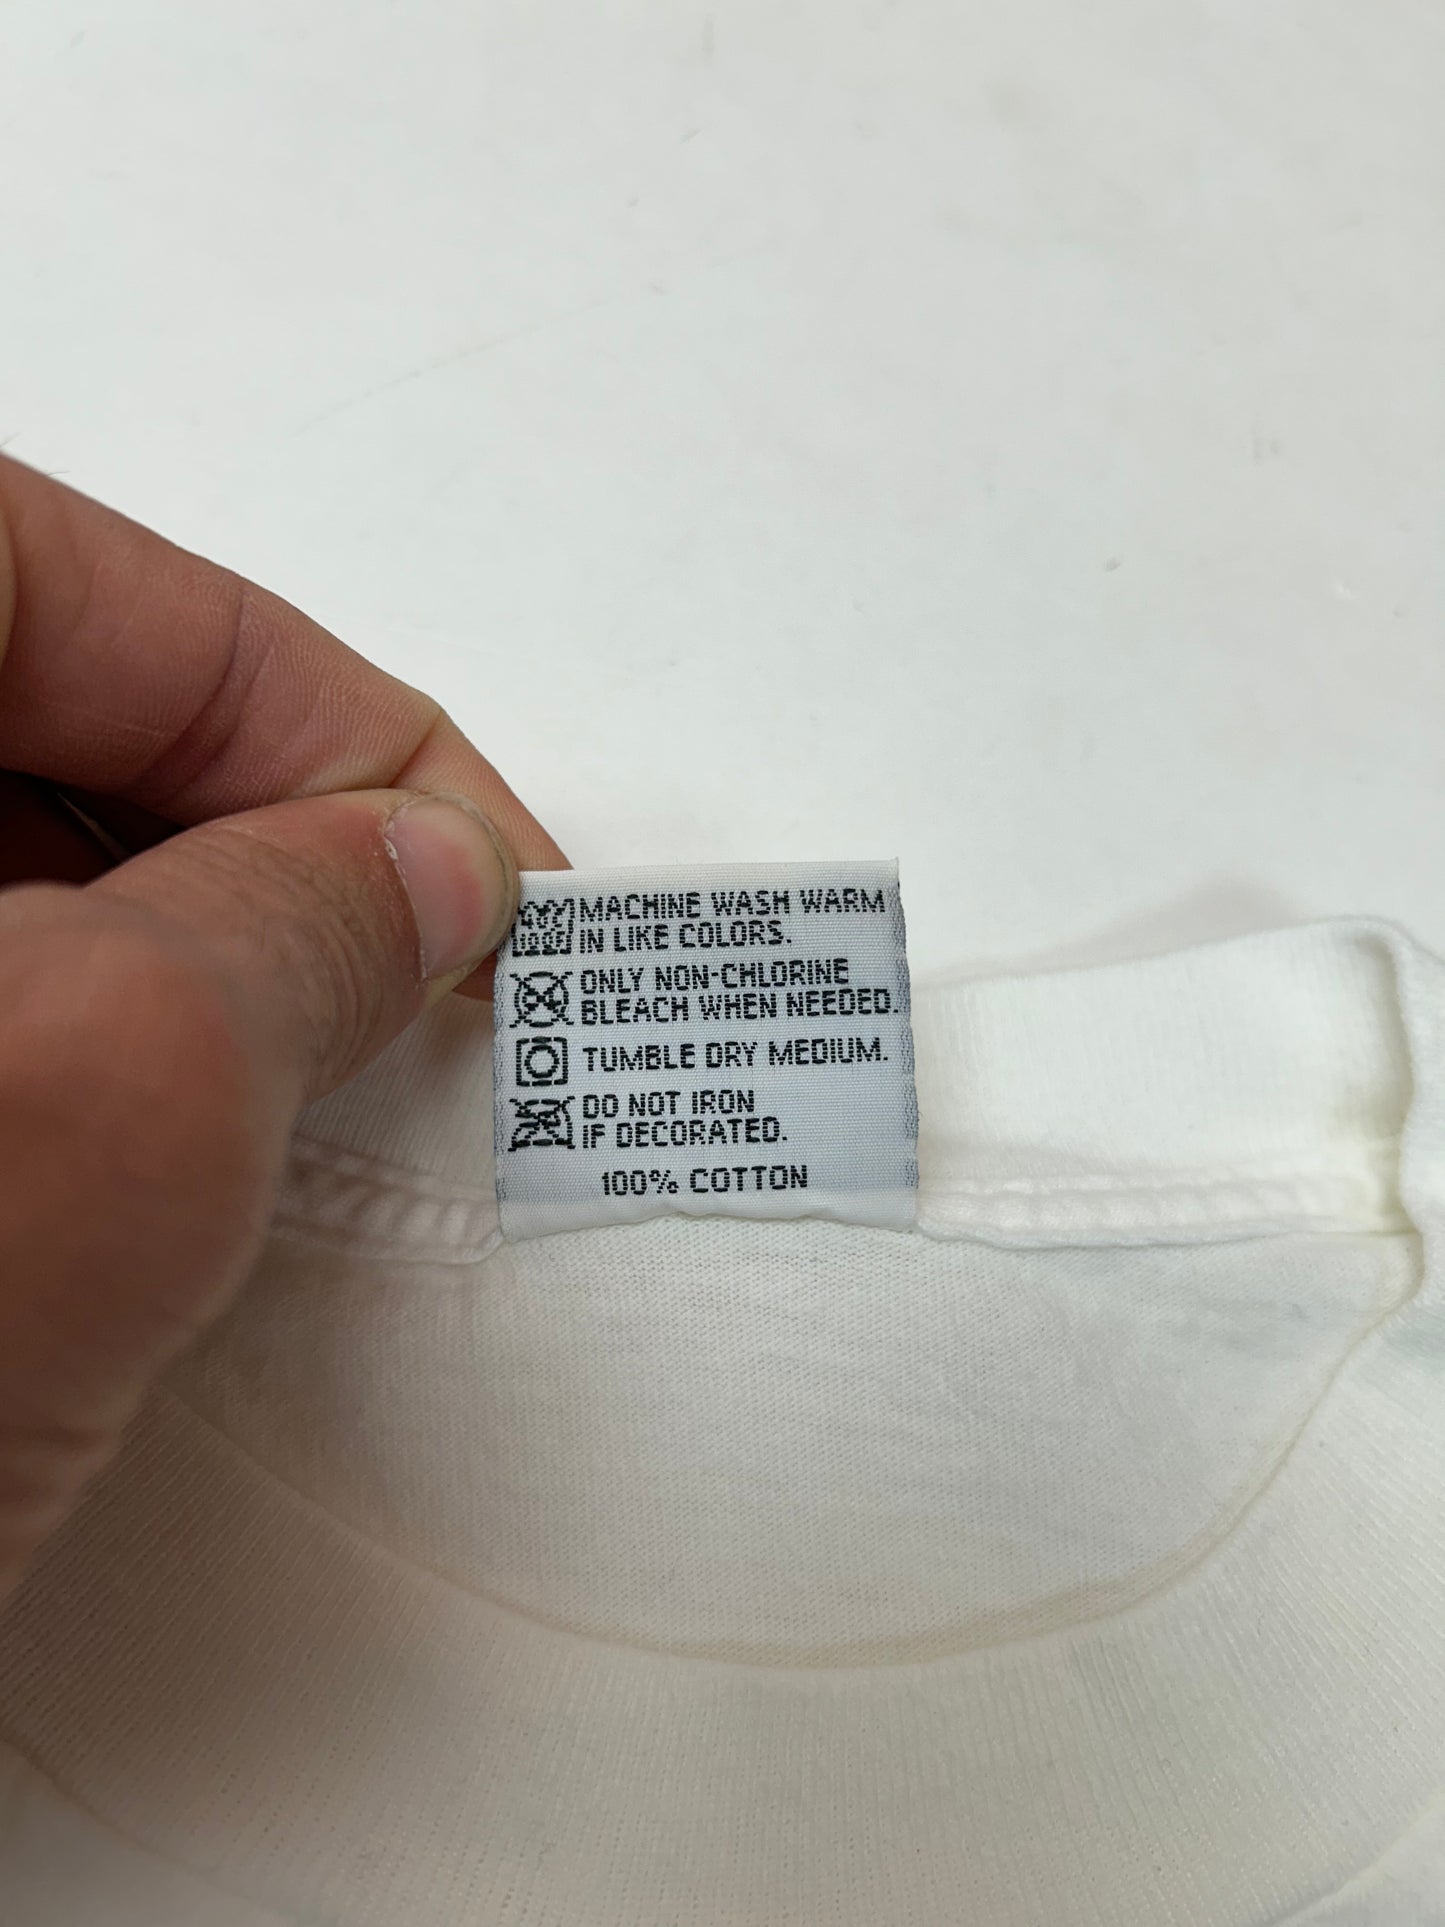 MACHINE WASH WARM
IN LIKE COLORS.
ONLY NON-CHLORINE
BLEACH WHEN NEEDED.
TUMBLE DRY MEDIUM.
DO NOT IRON
IF DECORATED.
100% COTTON